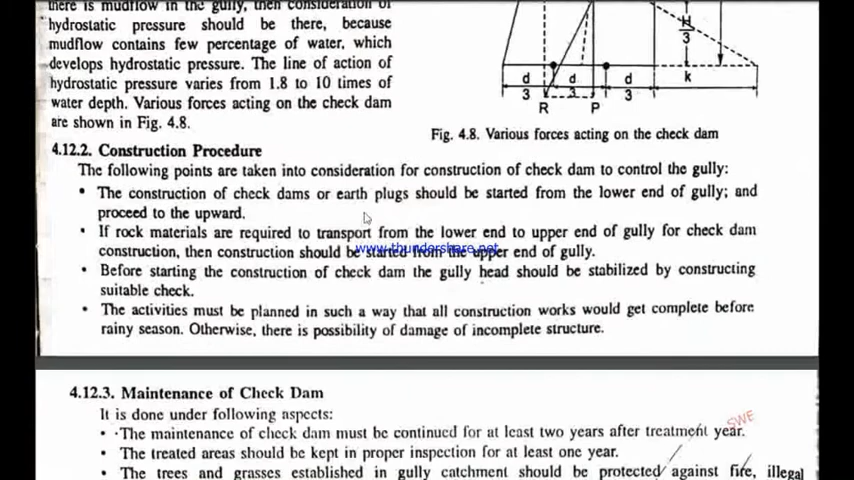 there is mudflow in the gully, then consideration of
hydrostatic pressure should be there, because
mudflow contains few percentage of water, which
develops hydrostatic pressure. The line of action of
hydrostatic pressure varies from 1.8 to 10 times of
water depth. Various forces acting on the check dam
are shown in Fig. 4.8.
H
3
d
3
d
3
d
3
k
R
P
Fig. 4.8. Various forces acting on the check dam
4.12.2. Construction Procedure
The following points are taken into consideration for construction of check dam to control the gully:
• The construction of check dams or earth plugs should be started from the lower end of gully; and
proceed to the upward.
• If rock materials are required to transport from the lower end to upper end of gully for check dam
construction, then construction should be started from the upper end of gully.
www.thundershare.net
• Before starting the construction of check dam the gully head should be stabilized by constructing
suitable check.
• The activities must be planned in such a way that all construction works would get complete before
rainy season. Otherwise, there is possibility of damage of incomplete structure.
4.12.3. Maintenance of Check Dam
It is done under following aspects:
SWE
• The maintenance of check dam must be continued for at least two years after treatment year.
• The treated areas should be kept in proper inspection for at least one year.
• The trees and grasses established in gully catchment should be protected against fire, illegal